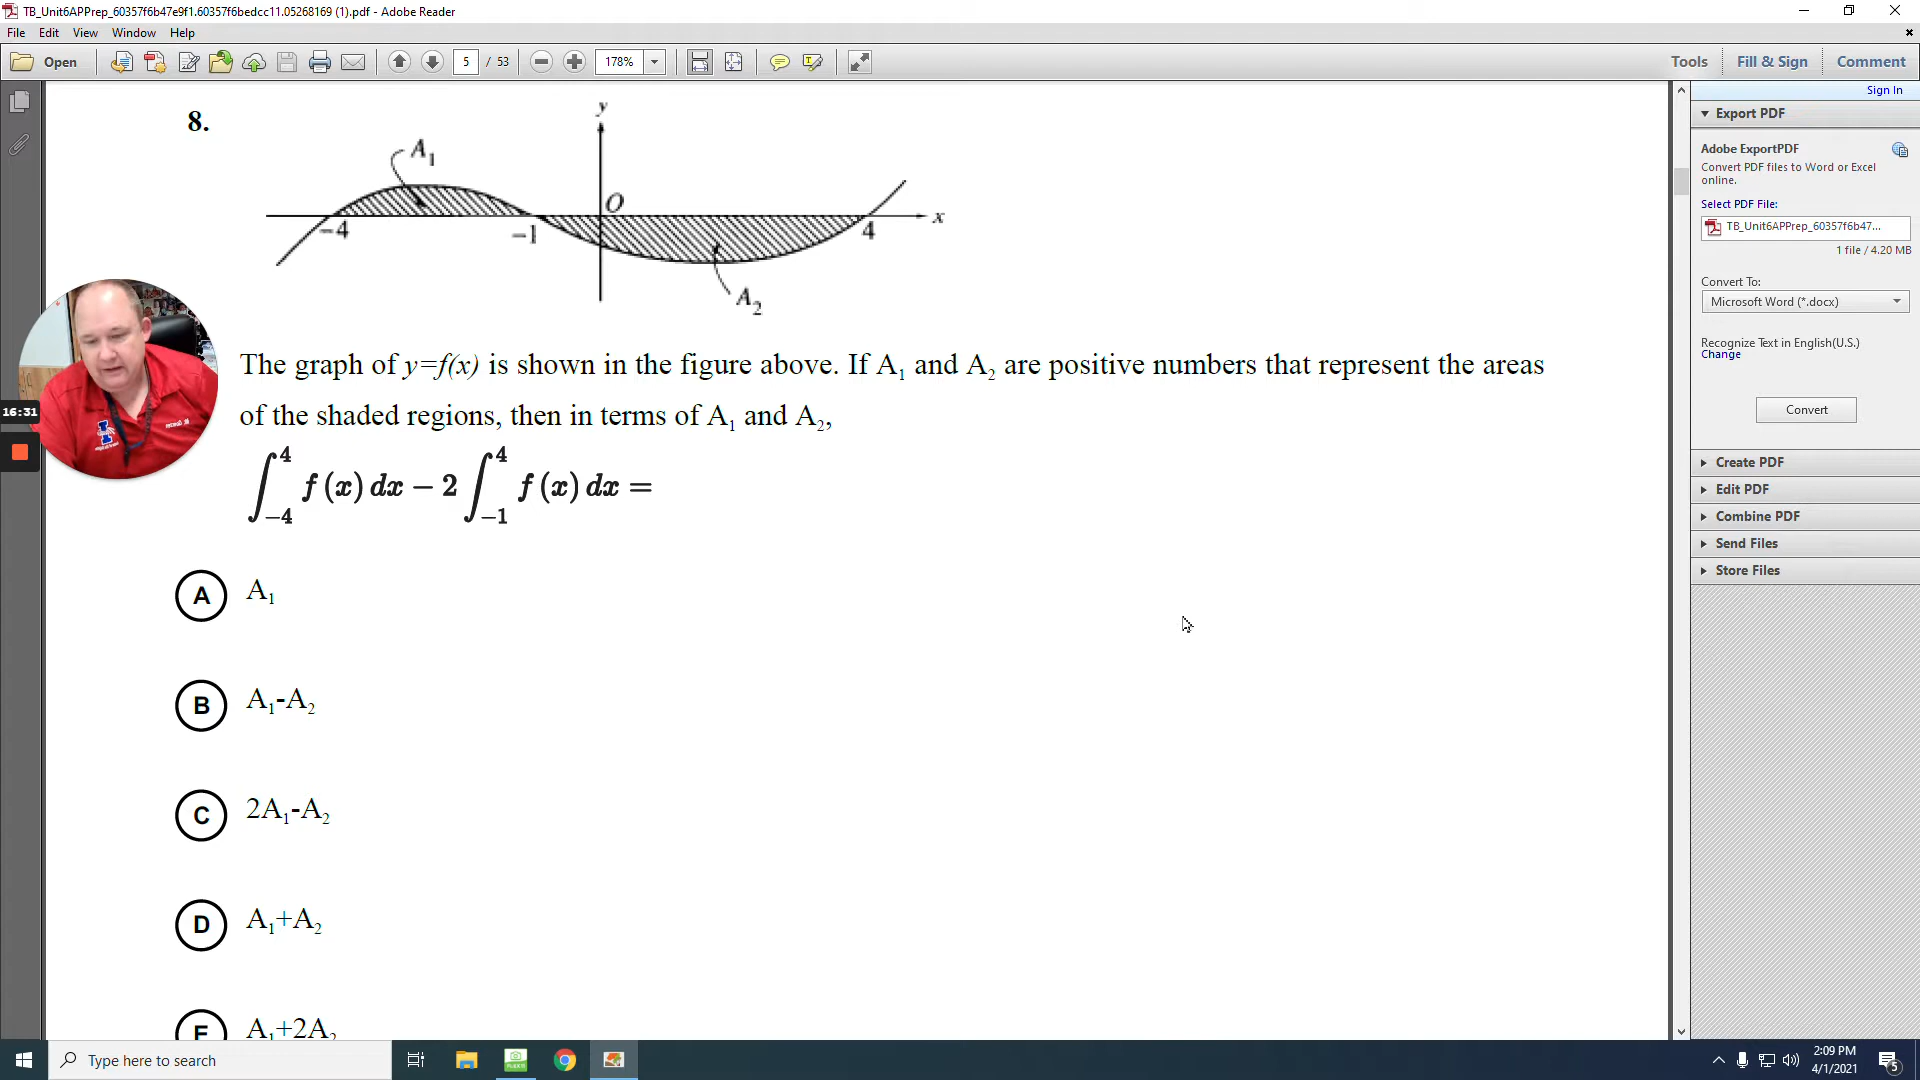 TB_Unit6APPrep_60357f6b47e9f1.60357f6bedcc11.05268169 (1).pdf - Adobe Reader
File Edit View Window Help
Open 5 / 53 178% Tools Fill & Sign Comment
Sign In
8.
y
A1
O
x
-4
-1
4
A2
The graph of y=f(x) is shown in the figure above. If A1 and A2 are positive numbers that represent the areas
of the shaded regions, then in terms of A1 and A2,
∫_{-4}^{4} f (x) dx − 2 ∫_{-1}^{4} f (x) dx =
A A1
B A1-A2
C 2A1-A2
D A1+A2
E A1+2A2
16:31
Export PDF
Adobe ExportPDF
Convert PDF files to Word or Excel
online.
Select PDF File:
TB_Unit6APPrep_60357f6b47...
1 file / 4.20 MB
Convert To:
Microsoft Word (*.docx)
Recognize Text in English(U.S.)
Change
Convert
Create PDF
Edit PDF
Combine PDF
Send Files
Store Files
Type here to search
2:09 PM
4/1/2021
5